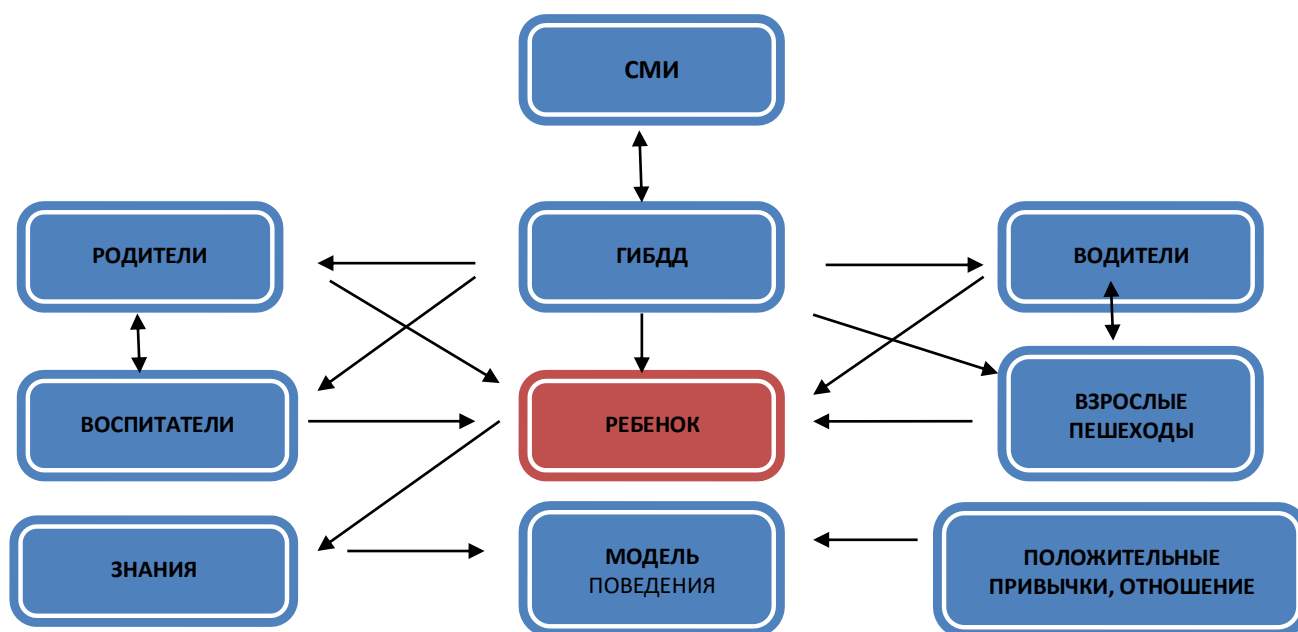 СМИ
РОДИТЕЛИ
ГИБДД
ВОДИТЕЛИ
ВОСПИТАТЕЛИ
РЕБЕНОК
ВЗРОСЛЫЕ
ПЕШЕХОДЫ
ЗНАНИЯ
МОДЕЛЬ
ПОВЕДЕНИЯ
ПОЛОЖИТЕЛЬНЫЕ
ПРИВЫЧКИ, ОТНОШЕНИЕ